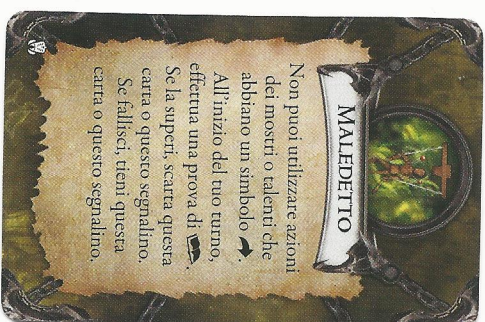 MALEDETTO
Non puoi utilizzare azioni
dei mostri o talenti che
abbiano un simbolo .
All'inizio del tuo turno,
effettua una prova di .
Se la superi, scarta questa
carta o questo segnalino.
Se fallisci, tieni questa
carta o questo segnalino.